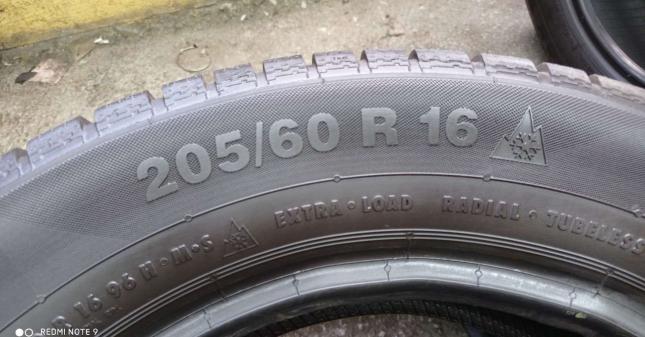 205/60 R 16
R 16 96 H • M+S EXTRA • LOAD RADIAL • TUBELESS
REDMI NOTE 9